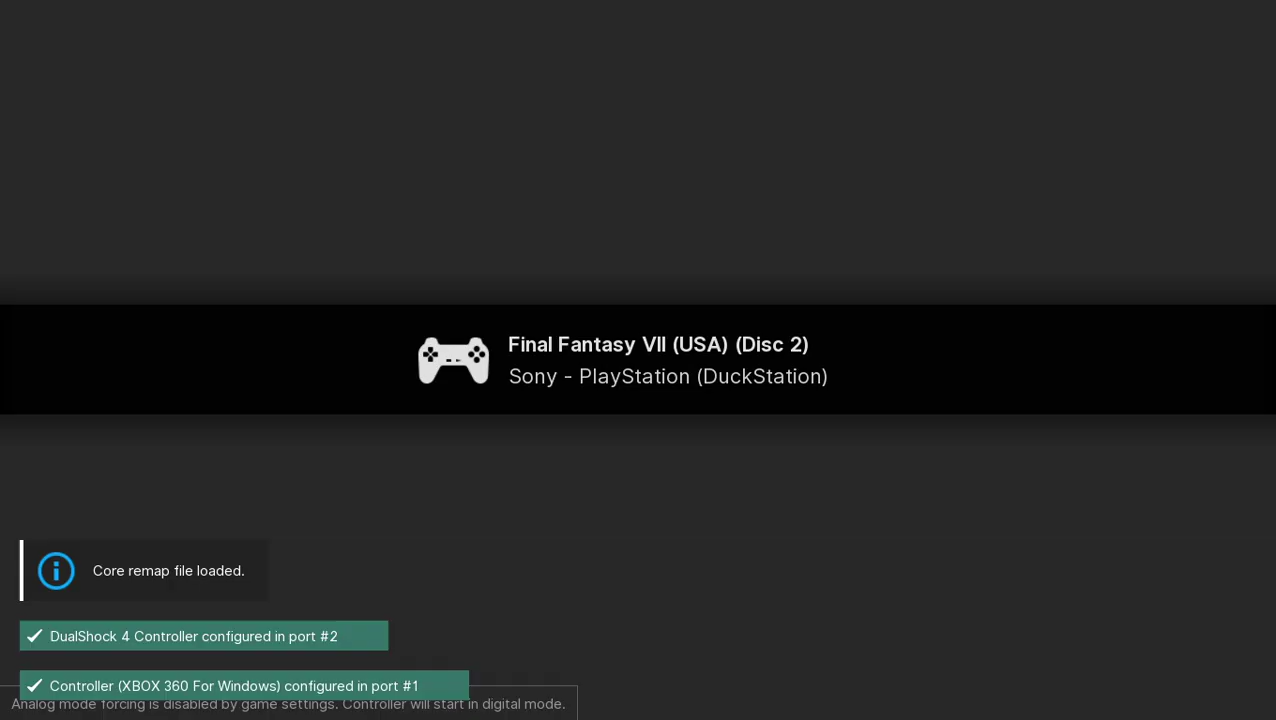 Final Fantasy VII (USA) (Disc 2)
Sony - PlayStation (DuckStation)
Core remap file loaded.
DualShock 4 Controller configured in port #2
Controller (XBOX 360 For Windows) configured in port #1
Analog mode forcing is disabled by game settings. Controller will start in digital mode.